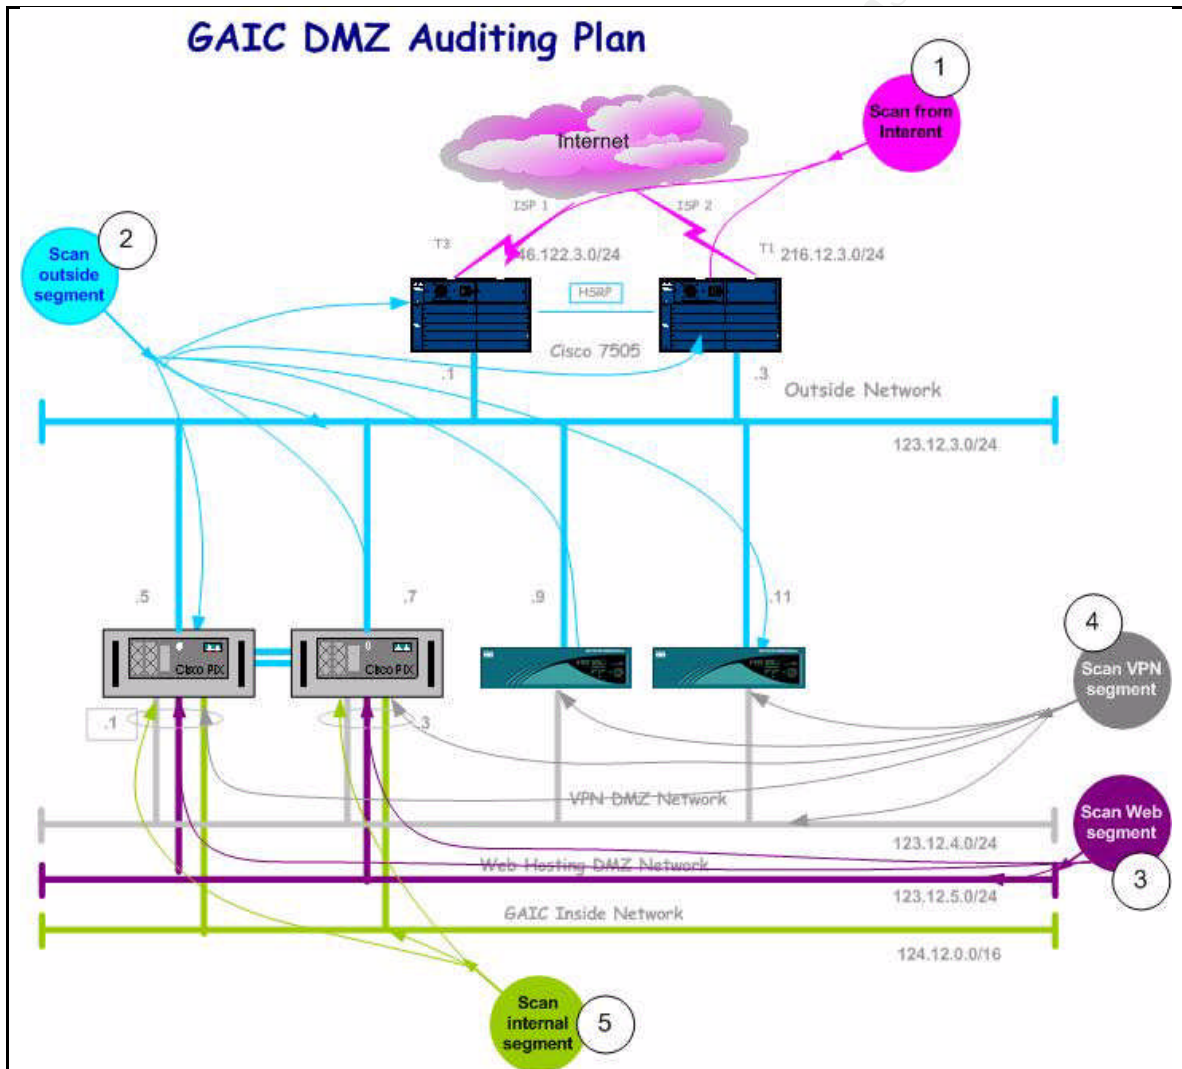 GAIC DMZ Auditing Plan
1
Scan from
Interent
Internet
ISP 1
ISP 2
2
Scan
outside
segment
T3
46.122.3.0/24
T1
216.12.3.0/24
HSRP
Cisco 7505
.1
.3
Outside Network
123.12.3.0/24
.5
.7
.9
.11
4
Scan VPN
segment
Cisco PIX
Cisco PIX
.1
.3
VPN DMZ Network
123.12.4.0/24
Scan Web
segment
3
Web Hosting DMZ Network
123.12.5.0/24
GAIC Inside Network
124.12.0.0/16
Scan
internal
segment
5